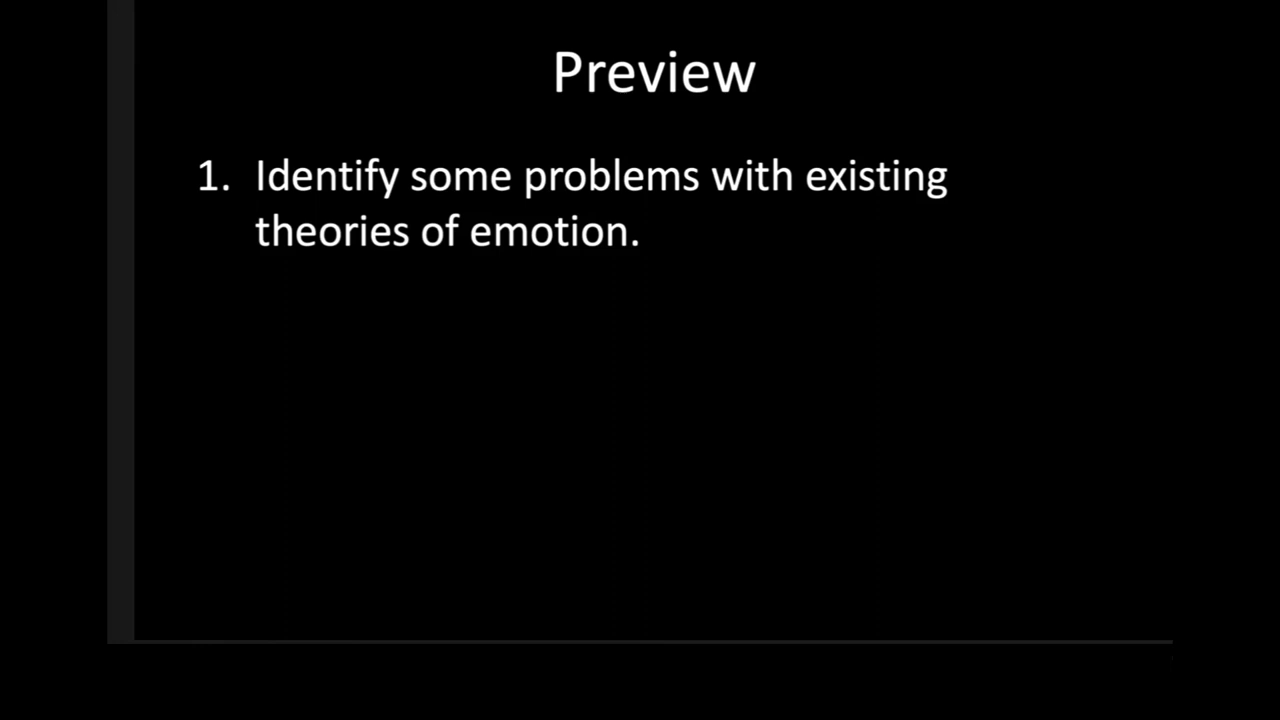 Preview
1. Identify some problems with existing
theories of emotion.